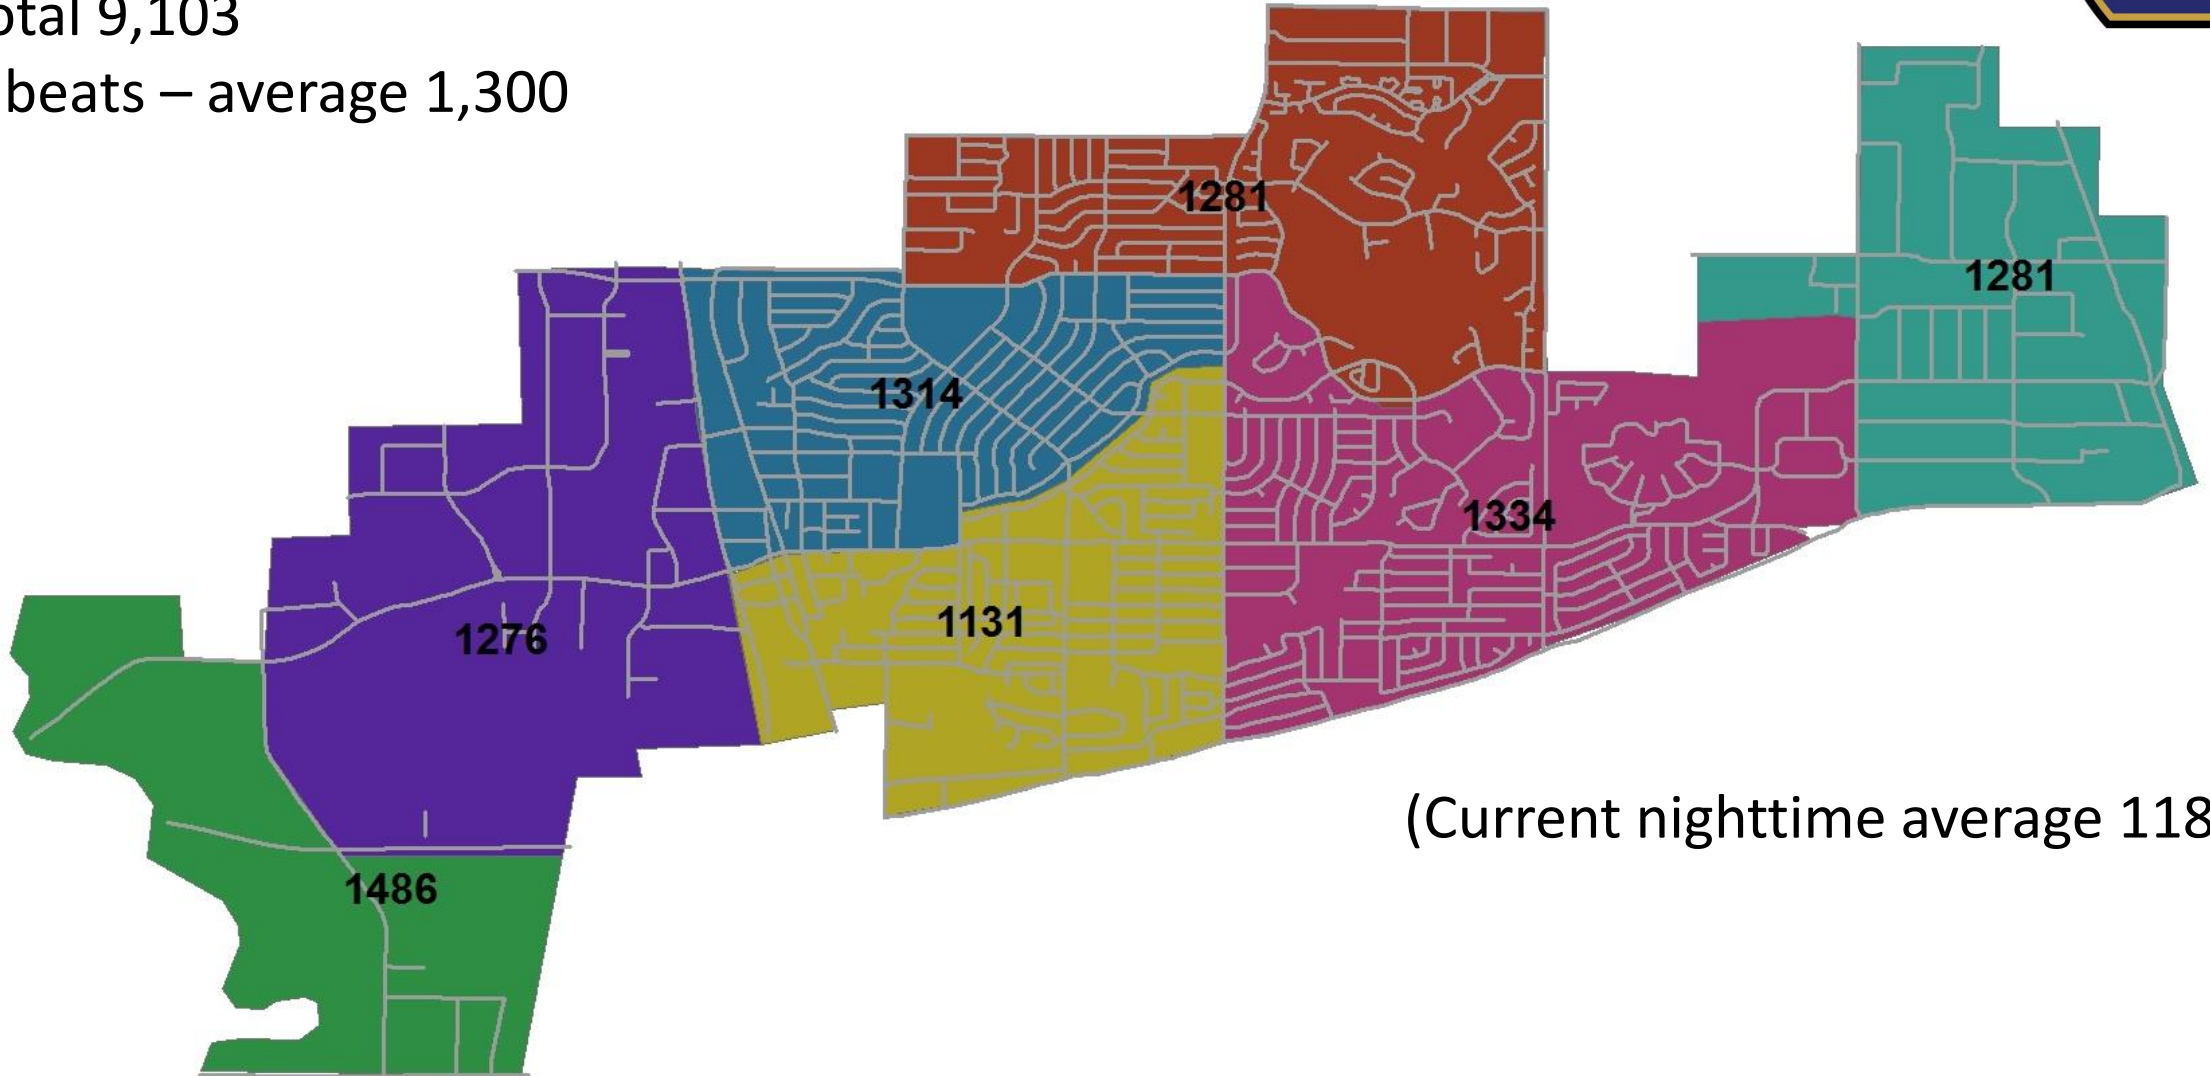 otal 9,103
beats – average 1,300
1281
1281
1314
1334
1131
1276
(Current nighttime average 118
1486